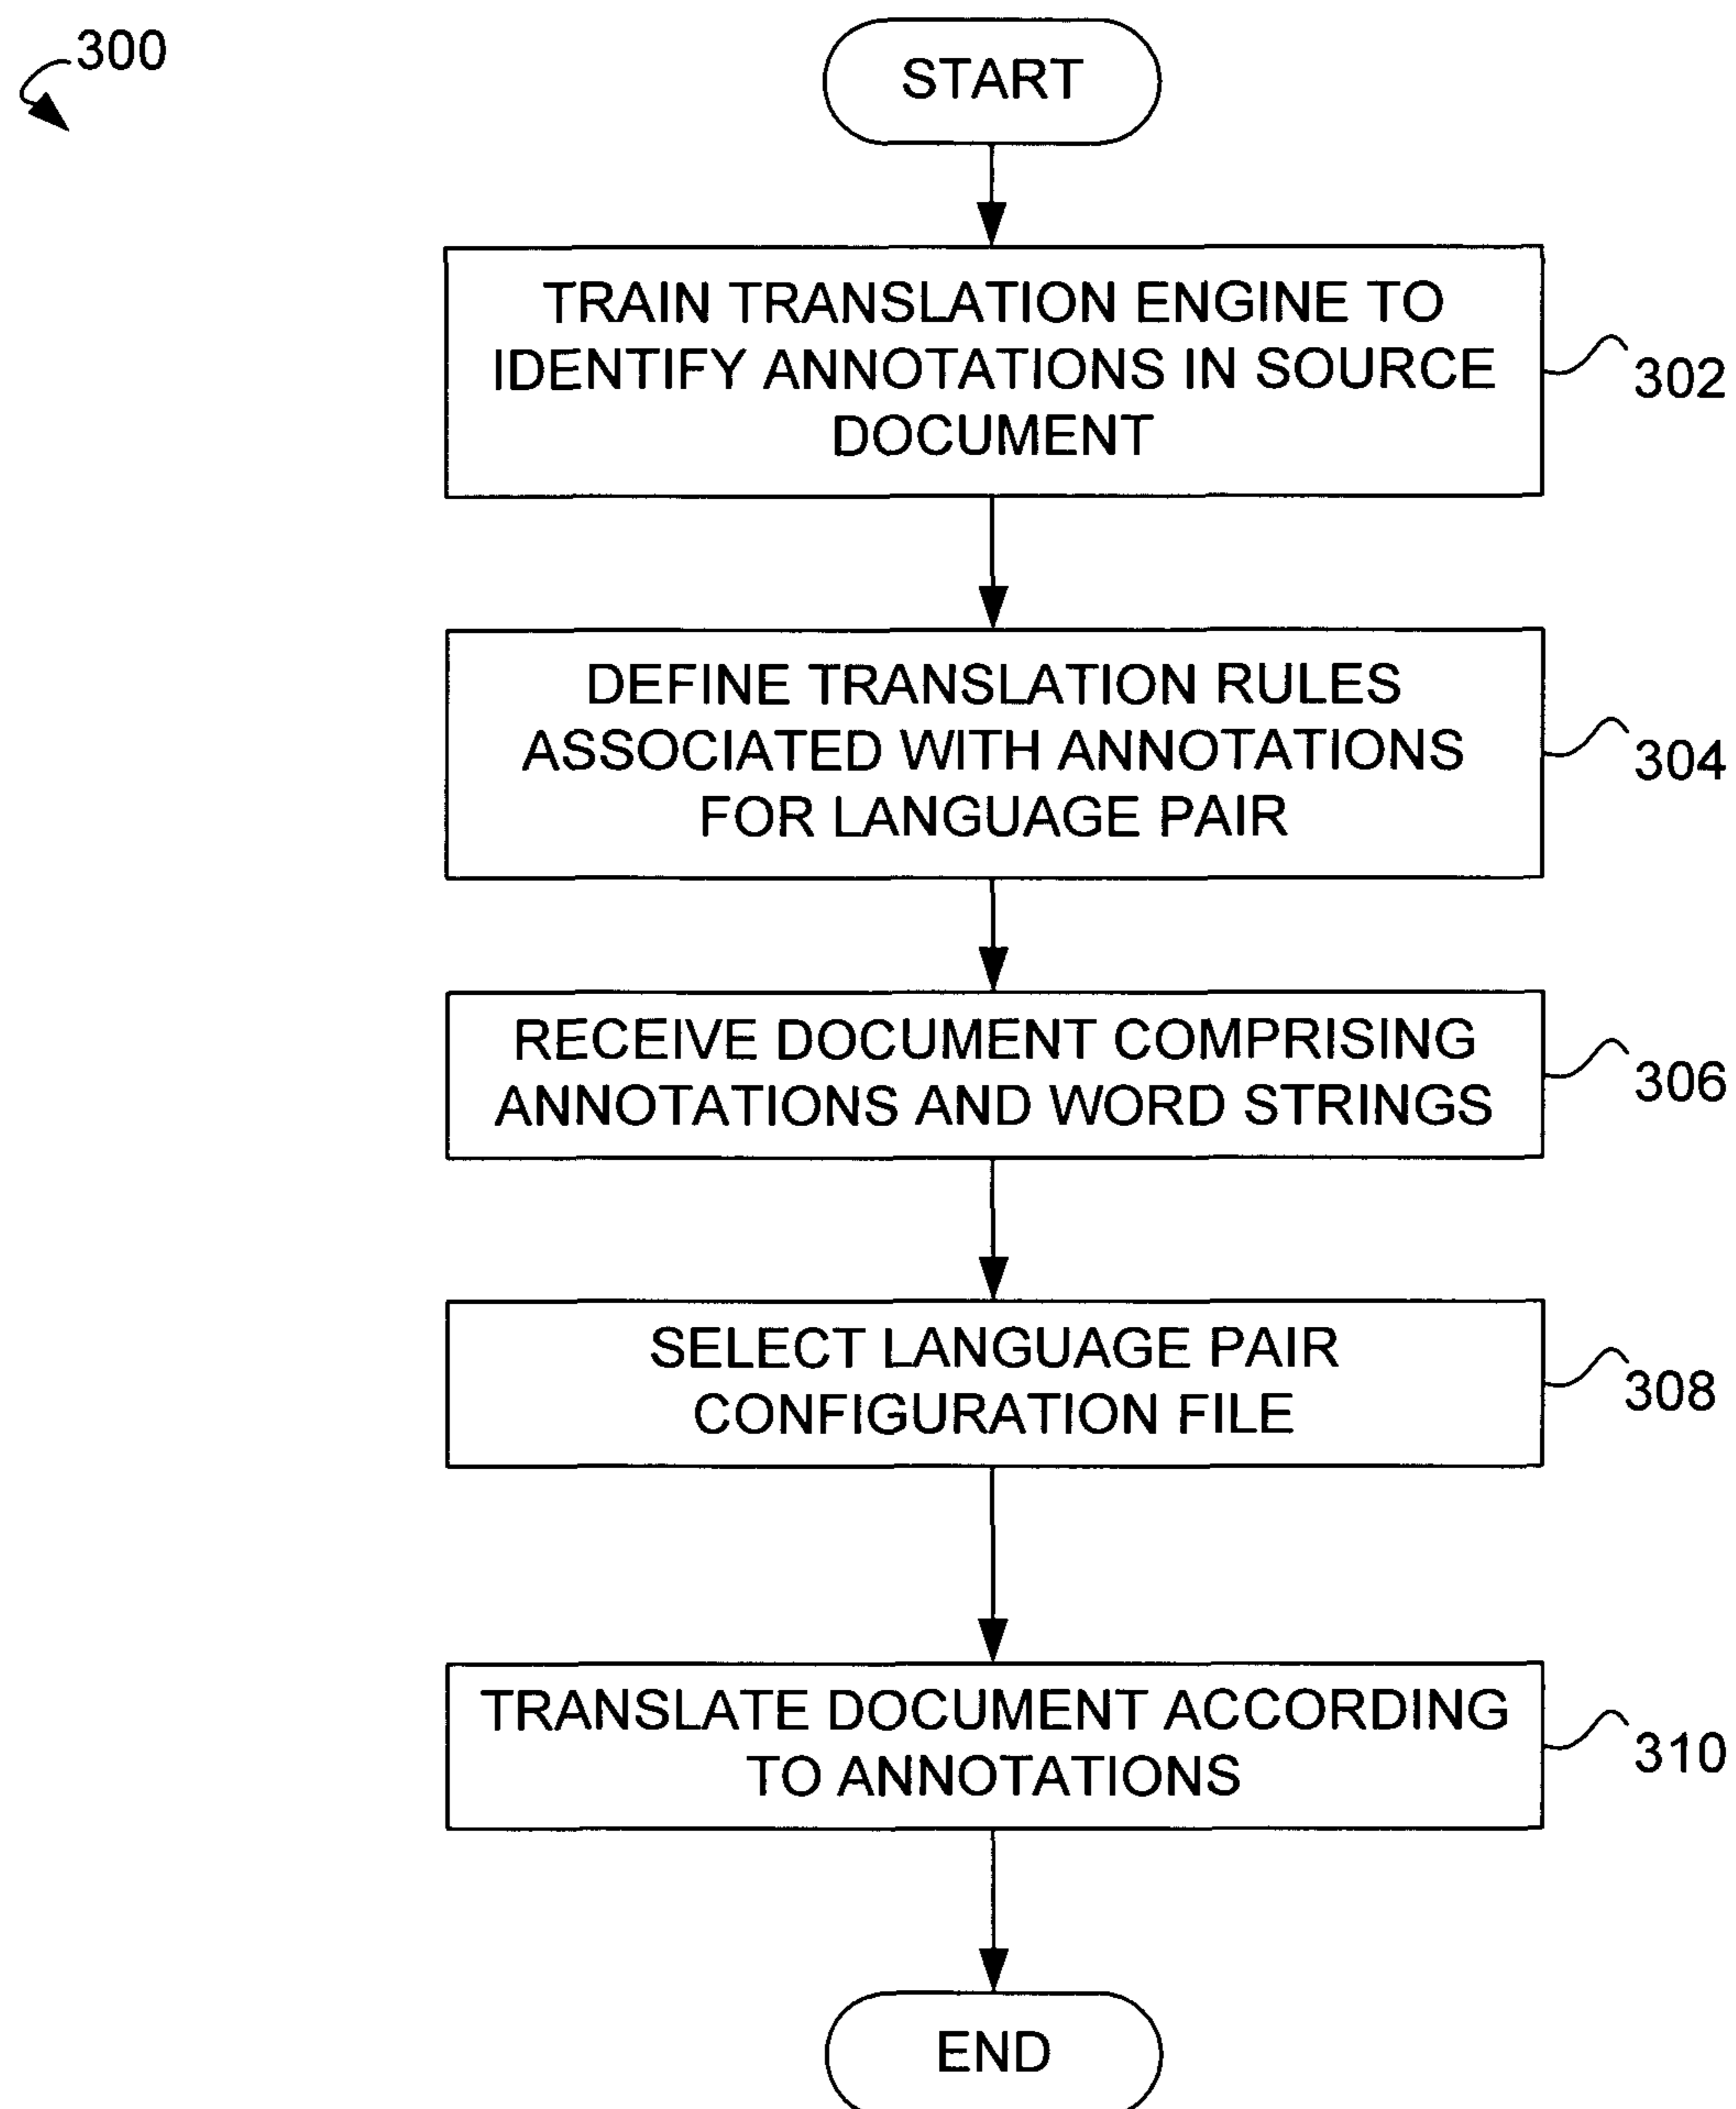 300
START
TRAIN TRANSLATION ENGINE TO
IDENTIFY ANNOTATIONS IN SOURCE
DOCUMENT
302
DEFINE TRANSLATION RULES
ASSOCIATED WITH ANNOTATIONS
FOR LANGUAGE PAIR
304
RECEIVE DOCUMENT COMPRISING
ANNOTATIONS AND WORD STRINGS
306
SELECT LANGUAGE PAIR
CONFIGURATION FILE
308
TRANSLATE DOCUMENT ACCORDING
TO ANNOTATIONS
310
END